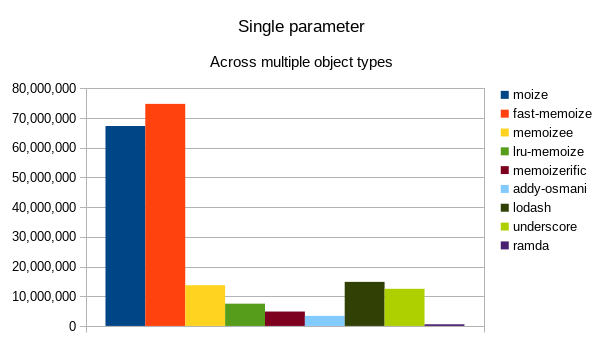 Single parameter
Across multiple object types
80,000,000
70,000,000
60,000,000
50,000,000
40,000,000
30,000,000
20,000,000
10,000,000
0
moize
fast-memoize
memoizee
lru-memoize
memoizerific
addy-osmani
lodash
underscore
ramda